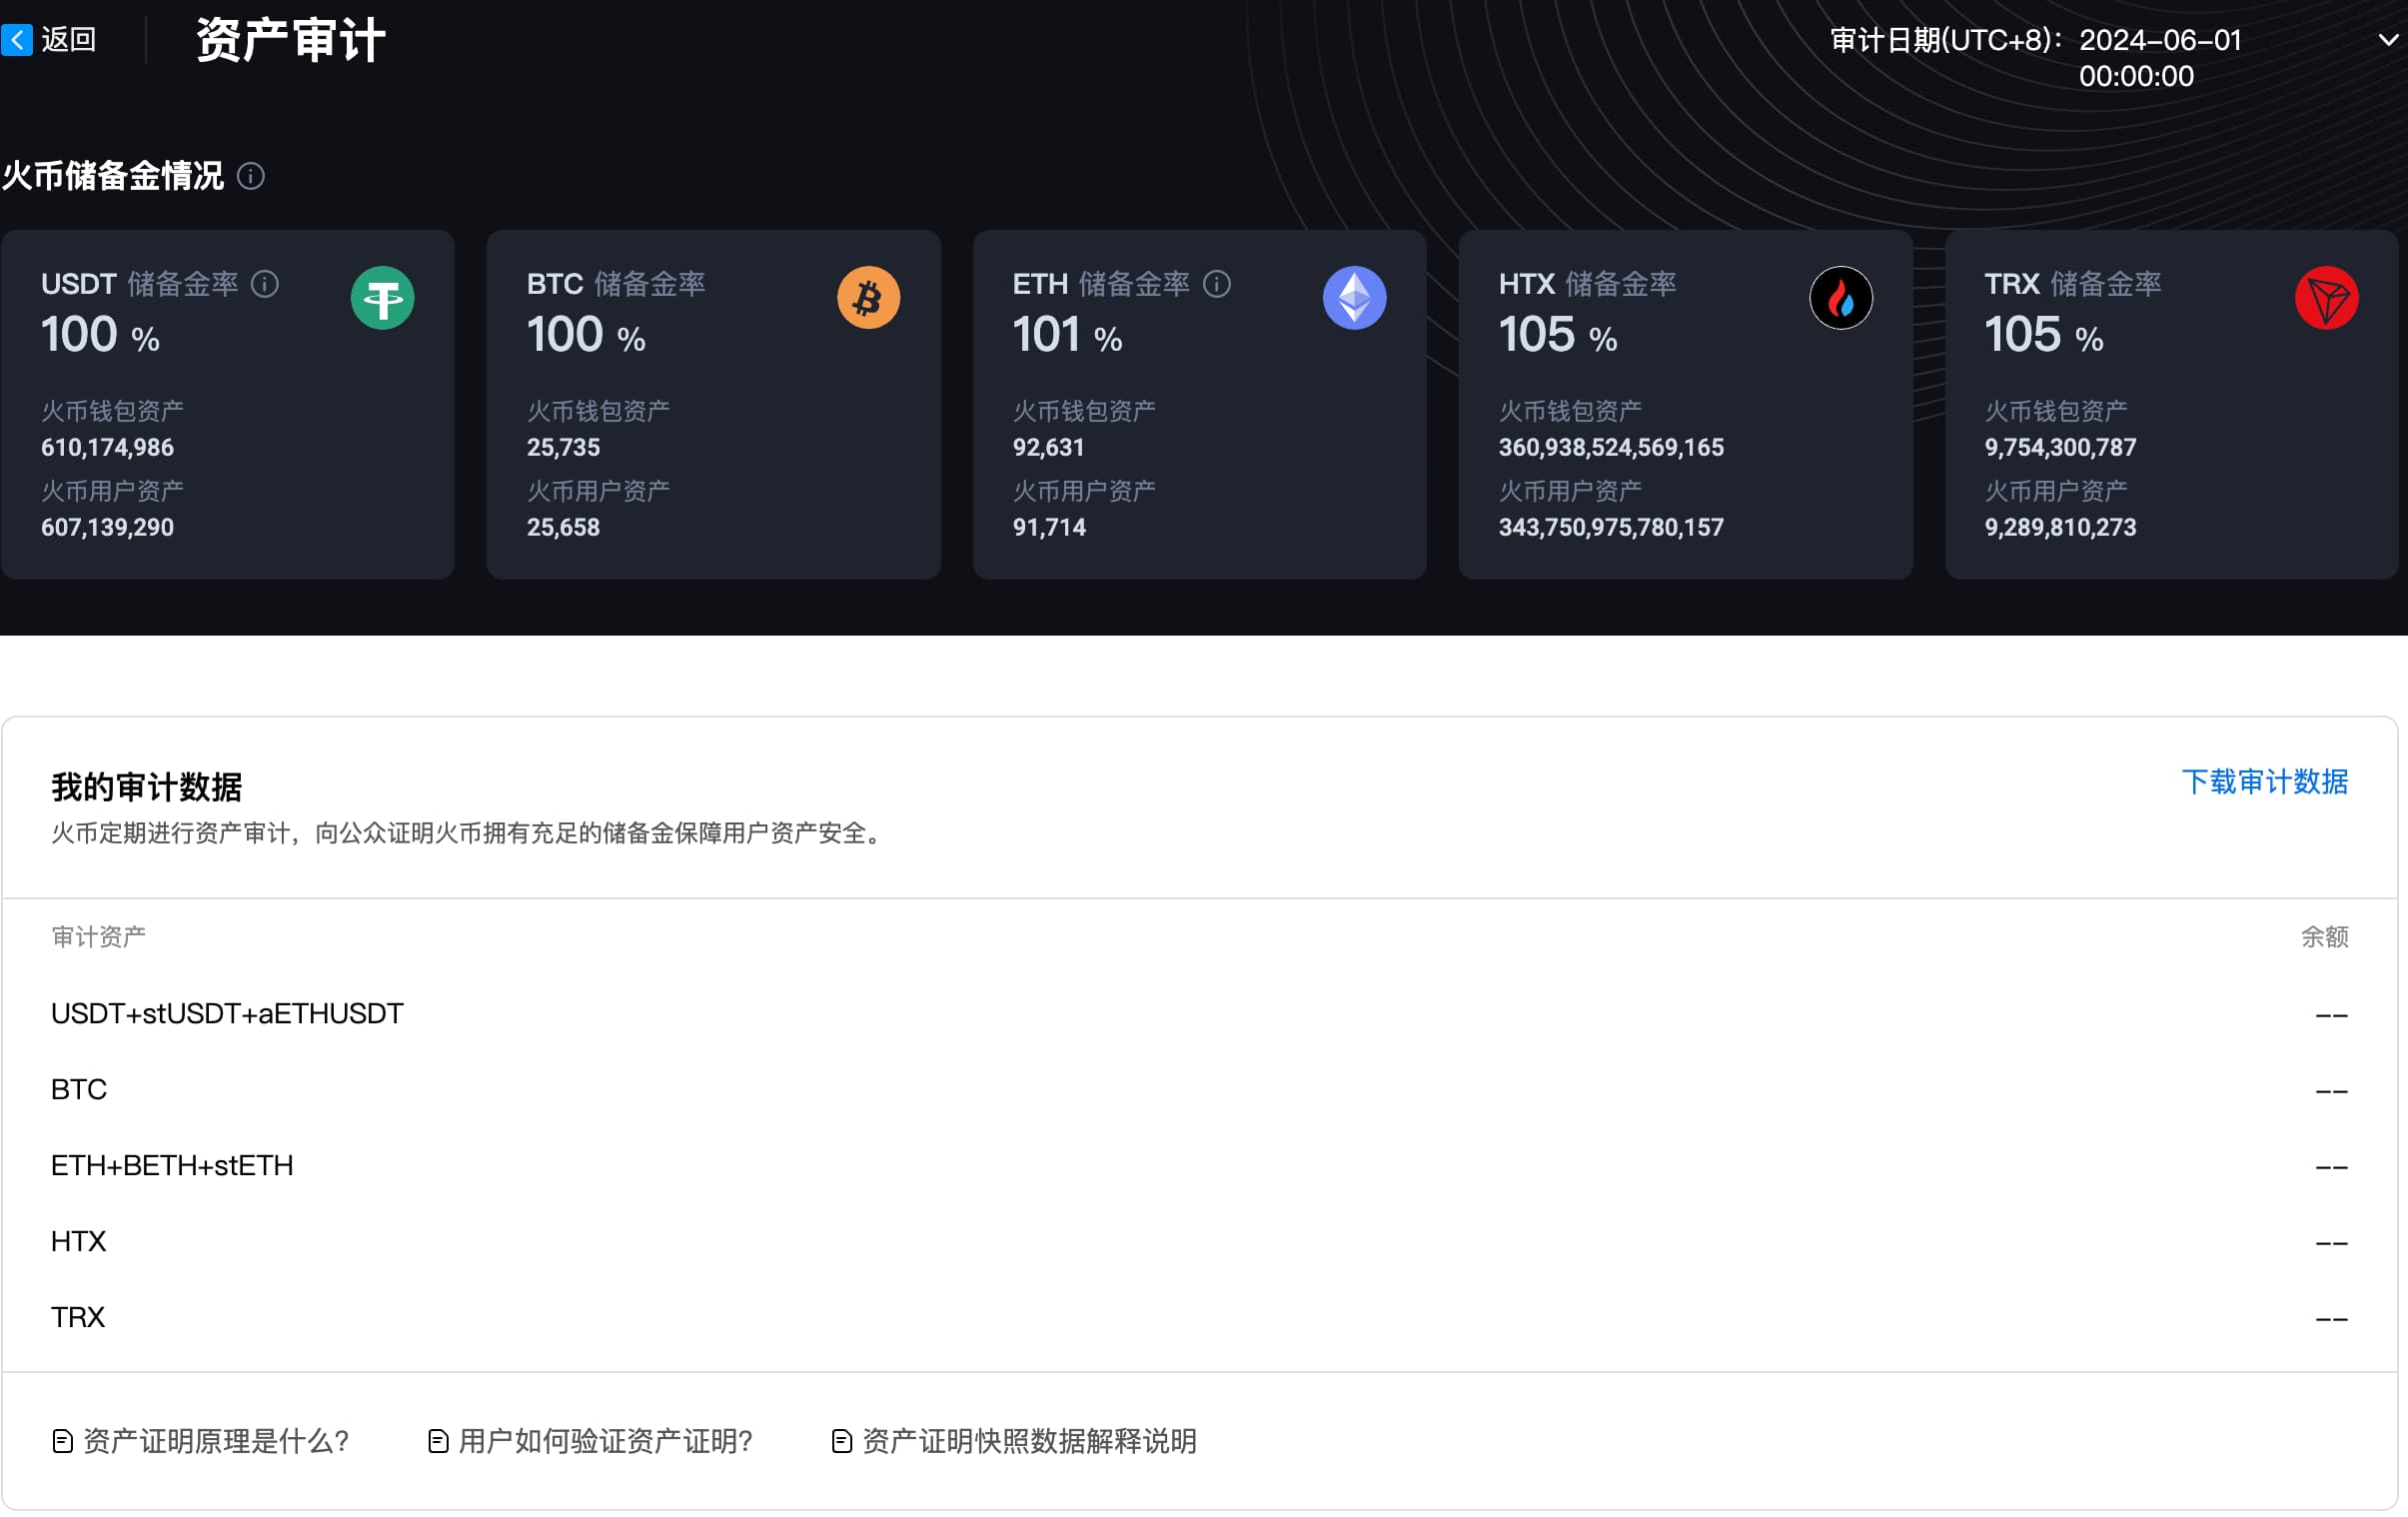 返回
资产审计
审计日期(UTC+8)： 2024-06-01
00:00:00
火币储备金情况
USDT 储备金率
100 %
火币钱包资产
610,174,986
火币用户资产
607,139,290
BTC 储备金率
100 %
火币钱包资产
25,735
火币用户资产
25,658
ETH 储备金率
101 %
火币钱包资产
92,631
火币用户资产
91,714
HTX 储备金率
105 %
火币钱包资产
360,938,524,569,165
火币用户资产
343,750,975,780,157
TRX 储备金率
105 %
火币钱包资产
9,754,300,787
火币用户资产
9,289,810,273
我的审计数据
下载审计数据
火币定期进行资产审计，向公众证明火币拥有充足的储备金保障用户资产安全。
审计资产 余额
USDT+stUSDT+aETHUSDT --
BTC --
ETH+BETH+stETH --
HTX --
TRX --
资产证明原理是什么? 用户如何验证资产证明? 资产证明快照数据解释说明